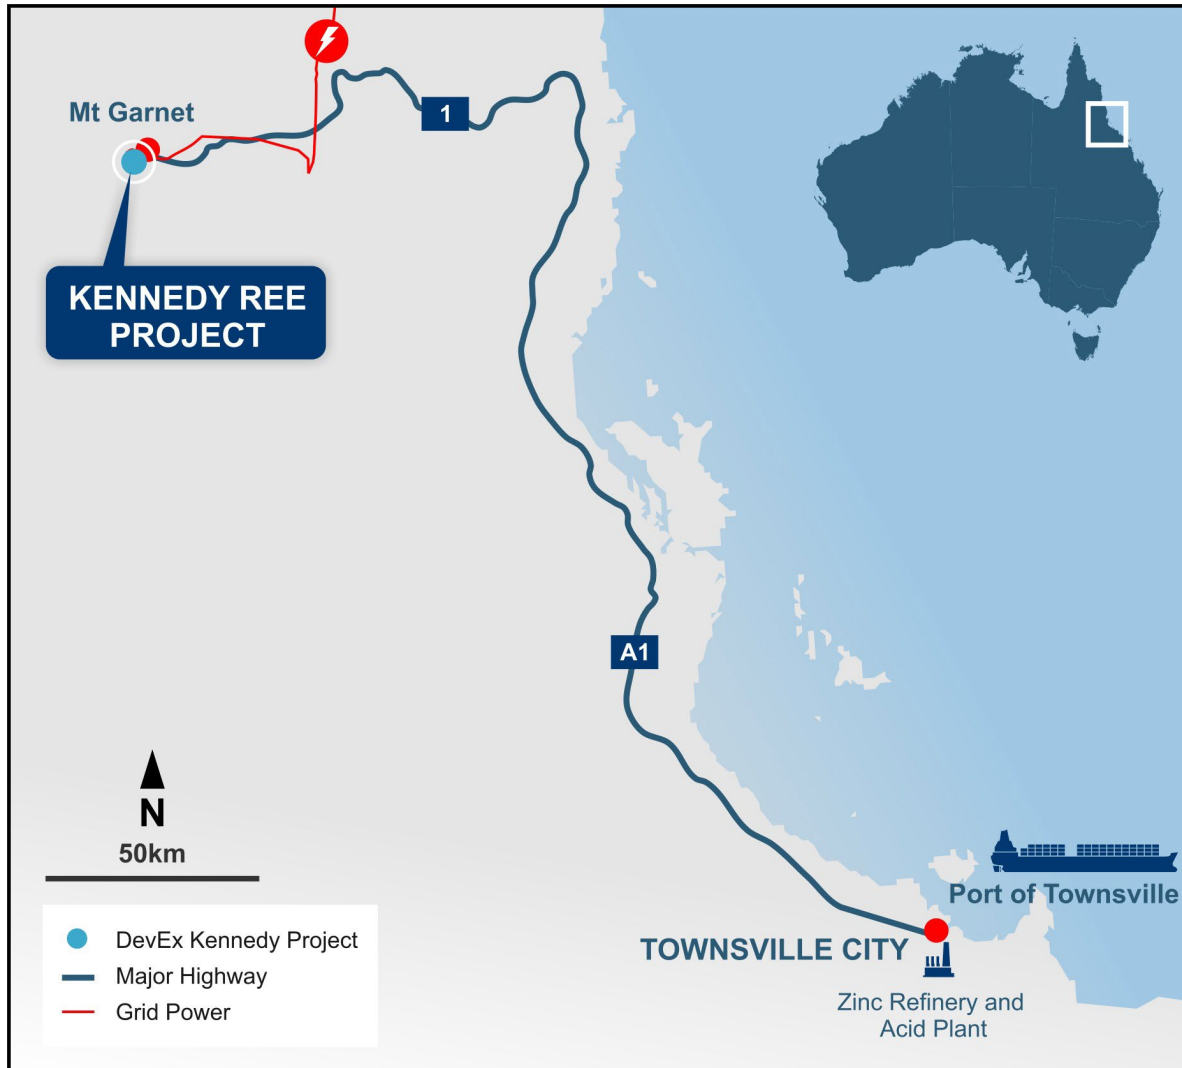 Mt Garnet
1
KENNEDY REE
PROJECT
A1
N
50km
DevEx Kennedy Project
Major Highway
Grid Power
Port of Townsville
TOWNSVILLE CITY
Zinc Refinery and
Acid Plant